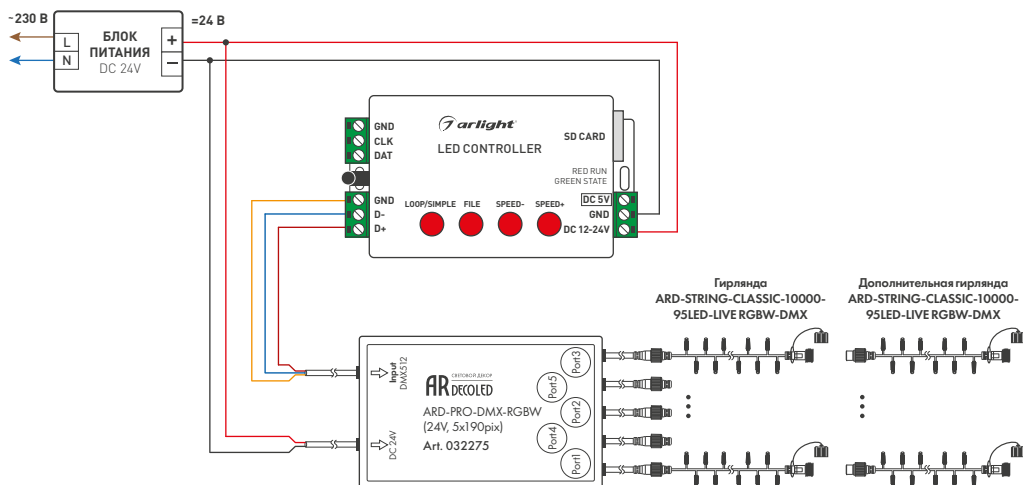 ~230 В
=24 В
L
N
БЛОК
ПИТАНИЯ
DC 24V
+
−
GND
CLK
DAT
arlight
LED CONTROLLER
SD CARD
RED RUN
GREEN STATE
GND
D-
D+
LOOP/SIMPLE
FILE
SPEED-
SPEED+
DC 5V
GND
DC 12-24V
Гирлянда
ARD-STRING-CLASSIC-10000-
95LED-LIVE RGBW-DMX
Дополнительная гирлянда
ARD-STRING-CLASSIC-10000-
95LED-LIVE RGBW-DMX
Input
DMX512
DC 24V
AR
СВЕТОВОЙ ДЕКОР
DECOLED
ARD-PRO-DMX-RGBW
(24V, 5x190pix)
Art. 032275
Port3
Port5
Port2
Port4
Port1